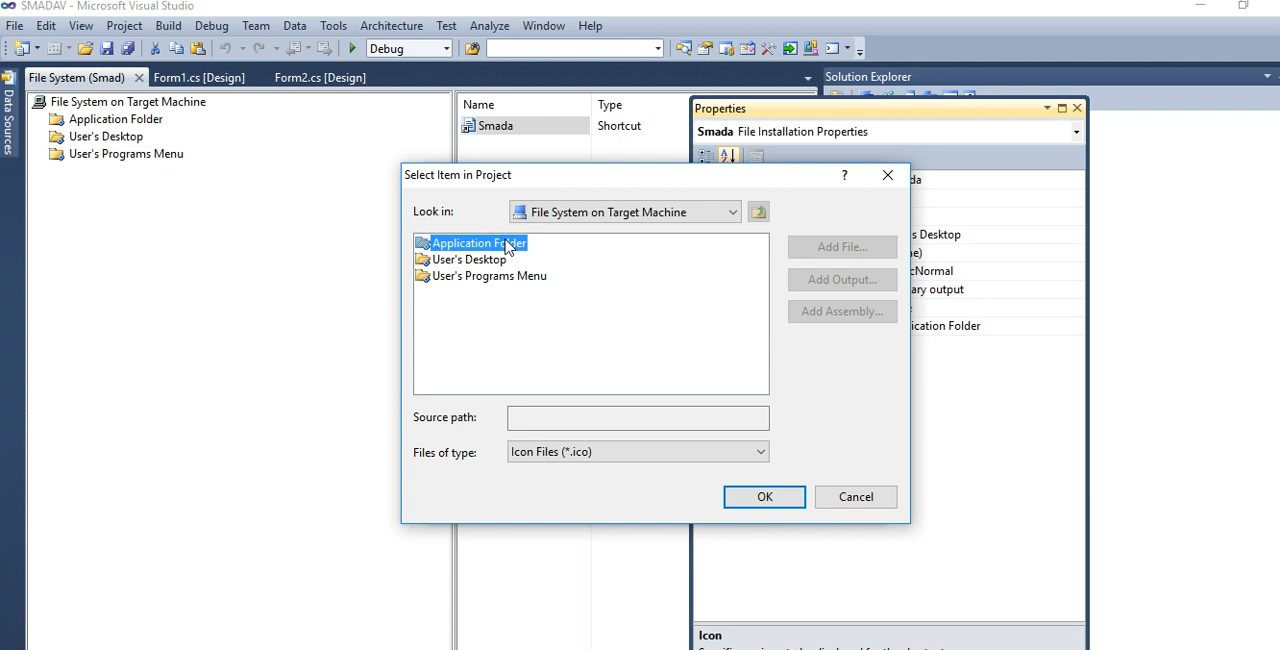 SMADAV - Microsoft Visual Studio
File Edit View Project Build Debug Team Data Tools Architecture Test Analyze Window Help
Debug
Data Sources
File System (Smad) Form1.cs [Design] Form2.cs [Design]
Solution Explorer
File System on Target Machine
Application Folder
User's Desktop
User's Programs Menu
Name Type
Smada Shortcut
Properties
Smada File Installation Properties
Select Item in Project
Look in: File System on Target Machine
Application Folder
User's Desktop
User's Programs Menu
Add File...
Add Output...
Add Assembly...
Source path:
Files of type: Icon Files (*.ico)
OK Cancel
da
s Desktop
e)
cNormal
ary output
ication Folder
Icon